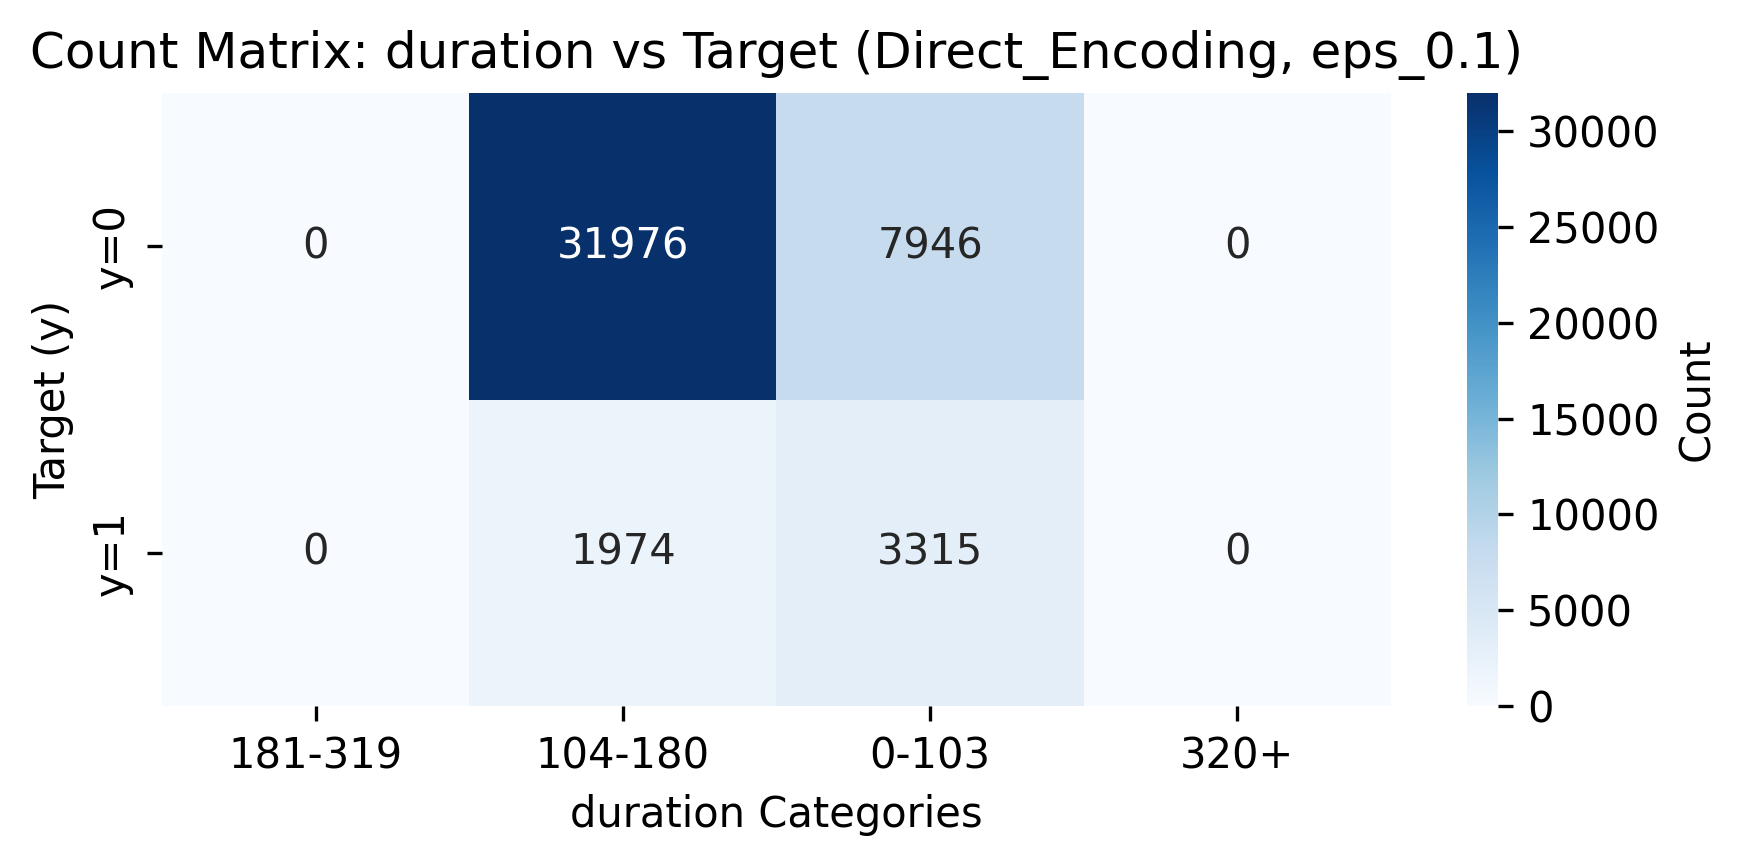 Count Matrix: duration vs Target (Direct_Encoding, eps_0.1)
Target (y)
y=0
0 31976 7946 0
y=1
0 1974 3315 0
181-319 104-180 0-103 320+
duration Categories
30000
25000
20000
15000
10000
5000
0
Count